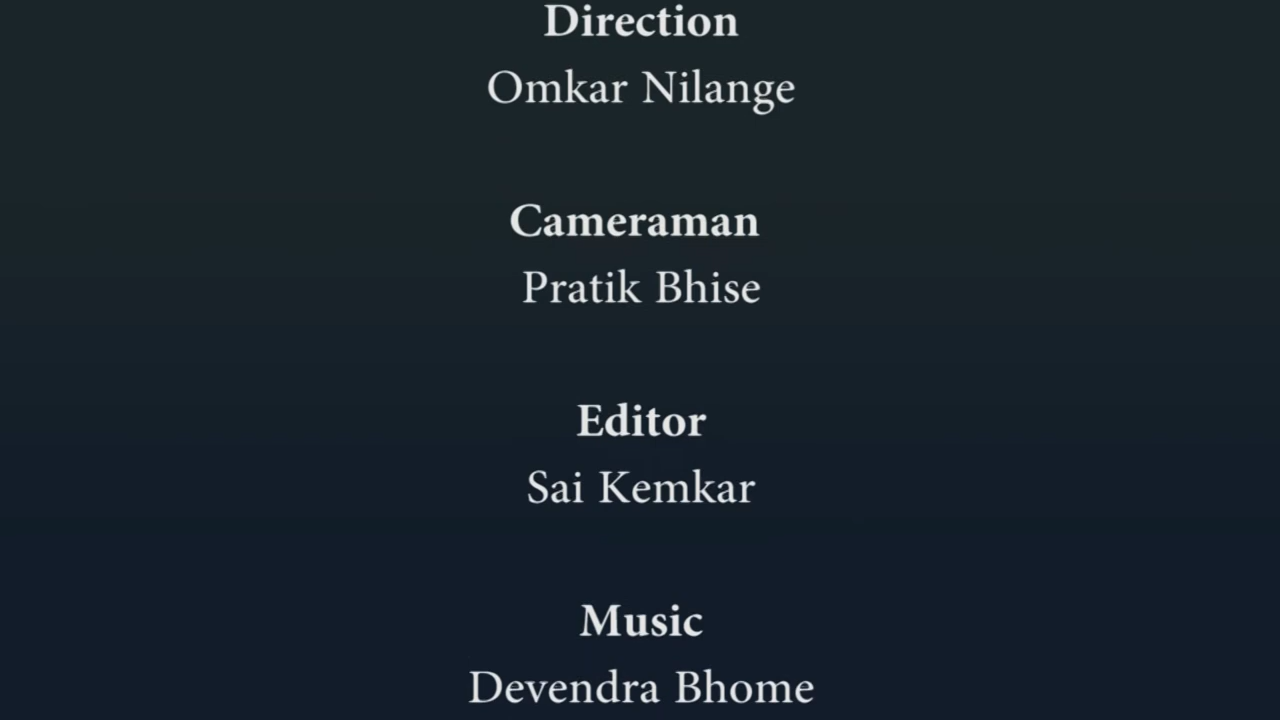 Direction
Omkar Nilange
Cameraman
Pratik Bhise
Editor
Sai Kemkar
Music
Devendra Bhome